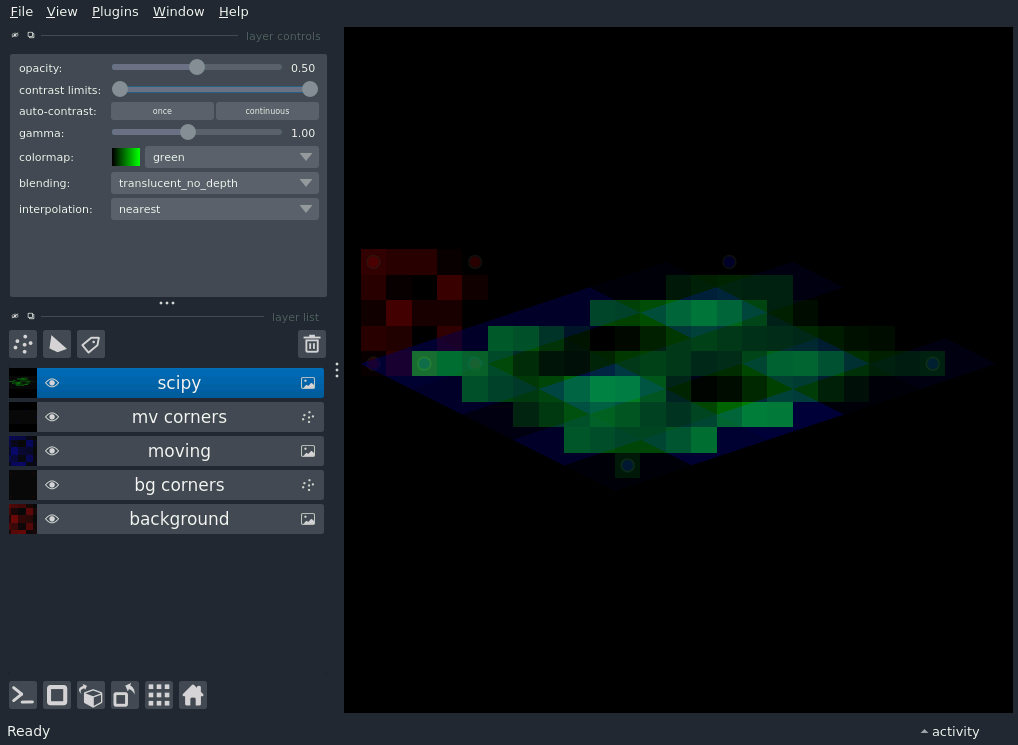 File View Plugins Window Help
layer controls
opacity: 0.50
contrast limits:
auto-contrast: once continuous
gamma: 1.00
colormap: green
blending: translucent_no_depth
interpolation: nearest
layer list
scipy
mv corners
moving
bg corners
background
Ready activity